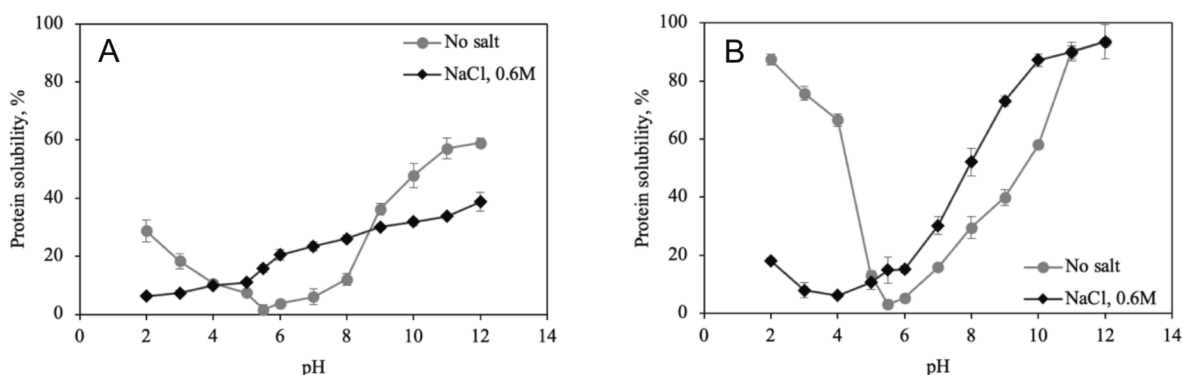 A
No salt
NaCl, 0.6M
Protein solubility, %
100
80
60
40
20
0
0 2 4 6 8 10 12 14
pH
B
No salt
NaCl, 0.6M
Protein solubility, %
100
80
60
40
20
0
0 2 4 6 8 10 12 14
pH